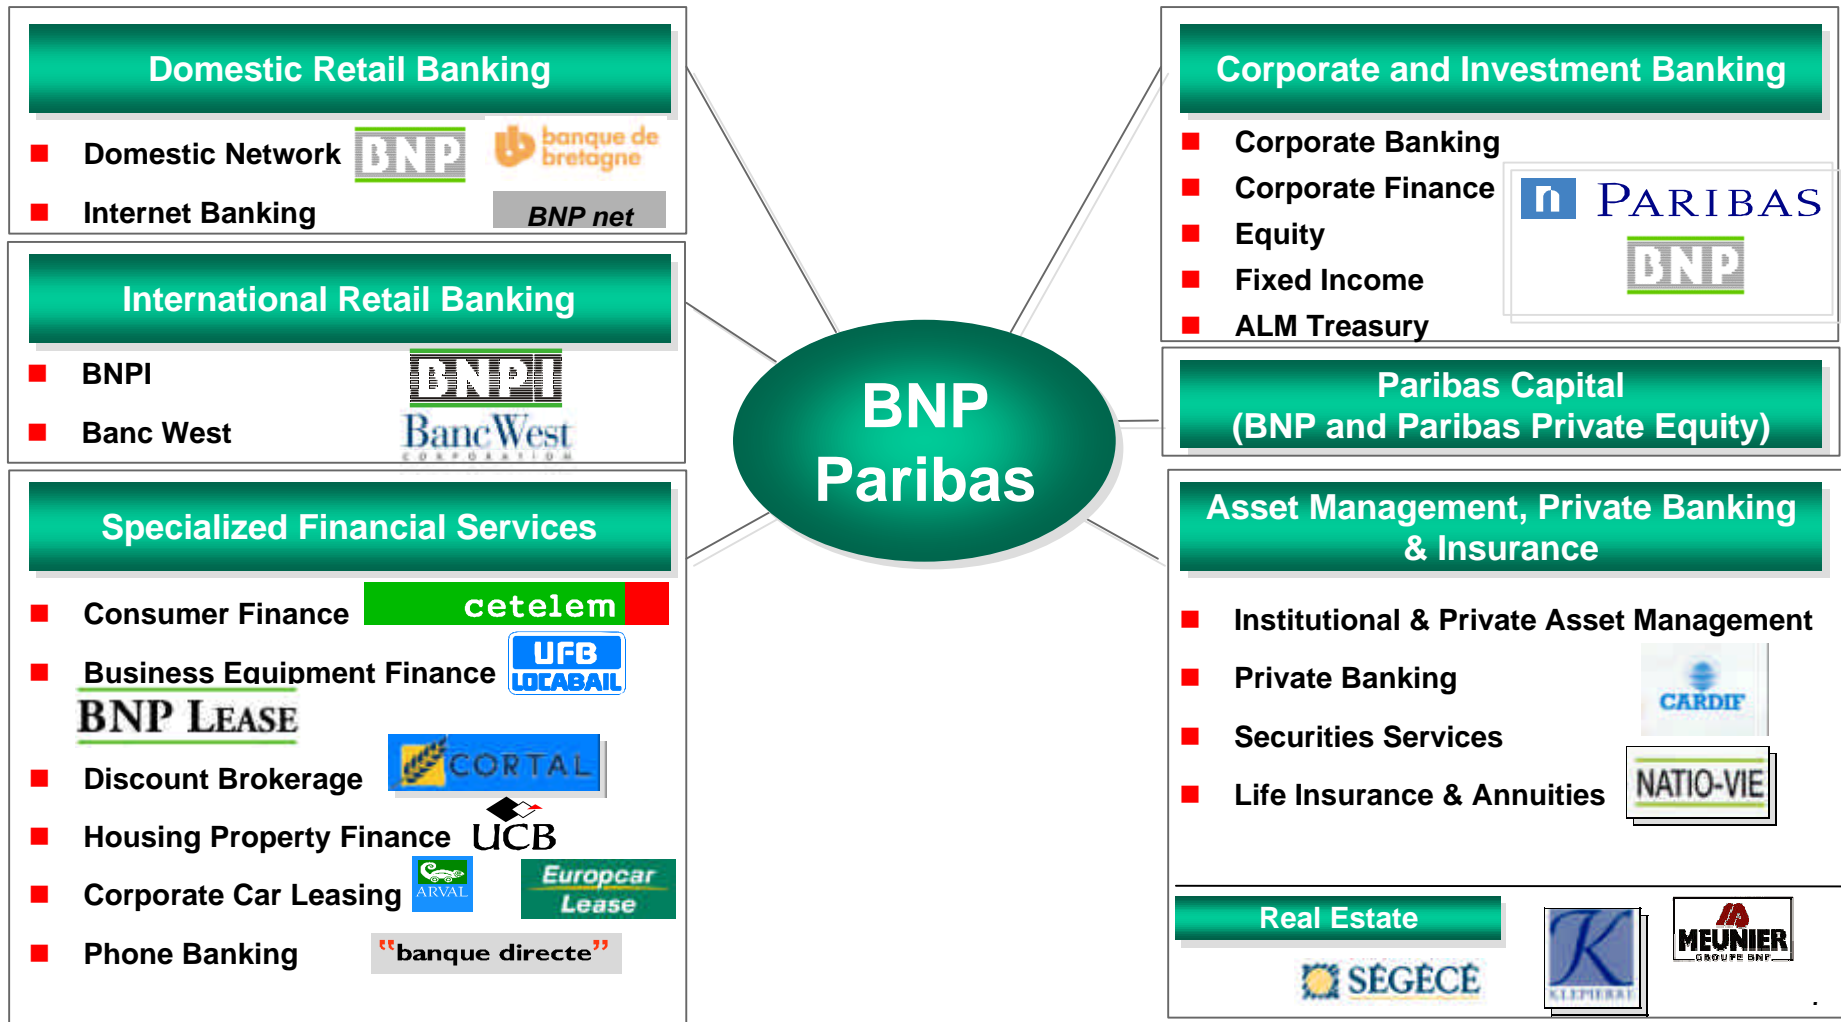 Domestic Retail Banking
Domestic Network
BNP
banque de
bretagne
Internet Banking
BNP net
International Retail Banking
BNPI
BNPI
Banc West
BancWest
CORPORATION
Specialized Financial Services
Consumer Finance
cetelem
Business Equipment Finance
UFB
LOCABAIL
BNP LEASE
Discount Brokerage
CORTAL
Housing Property Finance
UCB
Corporate Car Leasing
ARVAL
Europcar
Lease
Phone Banking
"banque directe"
BNP
Paribas
Corporate and Investment Banking
Corporate Banking
Corporate Finance
Equity
Fixed Income
ALM Treasury
PARIBAS
BNP
Paribas Capital
(BNP and Paribas Private Equity)
Asset Management, Private Banking
& Insurance
Institutional & Private Asset Management
Private Banking
CARDIF
Securities Services
Life Insurance & Annuities
NATIO-VIE
Real Estate
SÉGÉCÉ
K
KLEPIERRE
MEUNIER
GROUPE BNP
.